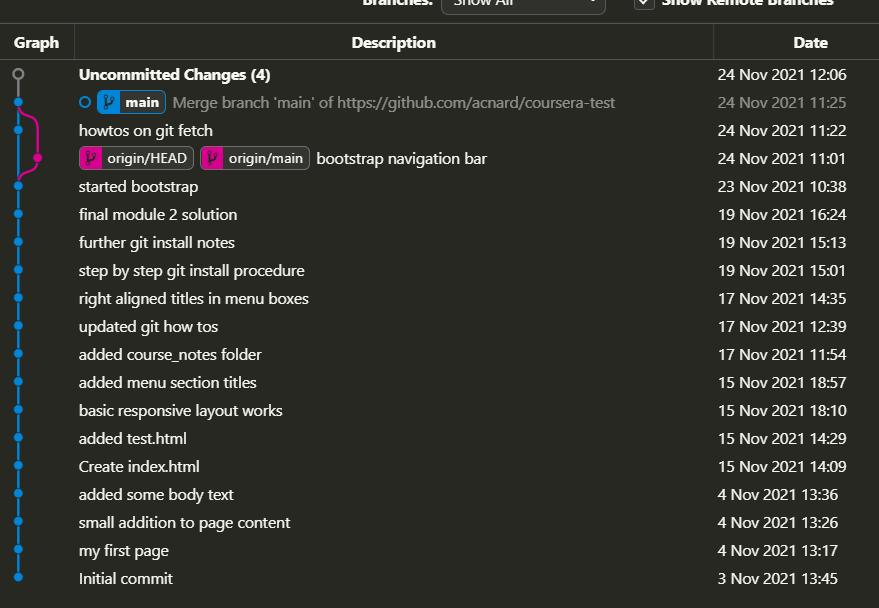 Branches: Show All Show Remote Branches
Graph Description Date
Uncommitted Changes (4) 24 Nov 2021 12:06
main Merge branch 'main' of https://github.com/acnard/coursera-test 24 Nov 2021 11:25
howtos on git fetch 24 Nov 2021 11:22
origin/HEAD origin/main bootstrap navigation bar 24 Nov 2021 11:01
started bootstrap 23 Nov 2021 10:38
final module 2 solution 19 Nov 2021 16:24
further git install notes 19 Nov 2021 15:13
step by step git install procedure 19 Nov 2021 15:01
right aligned titles in menu boxes 17 Nov 2021 14:35
updated git how tos 17 Nov 2021 12:39
added course_notes folder 17 Nov 2021 11:54
added menu section titles 15 Nov 2021 18:57
basic responsive layout works 15 Nov 2021 18:10
added test.html 15 Nov 2021 14:29
Create index.html 15 Nov 2021 14:09
added some body text 4 Nov 2021 13:36
small addition to page content 4 Nov 2021 13:26
my first page 4 Nov 2021 13:17
Initial commit 3 Nov 2021 13:45